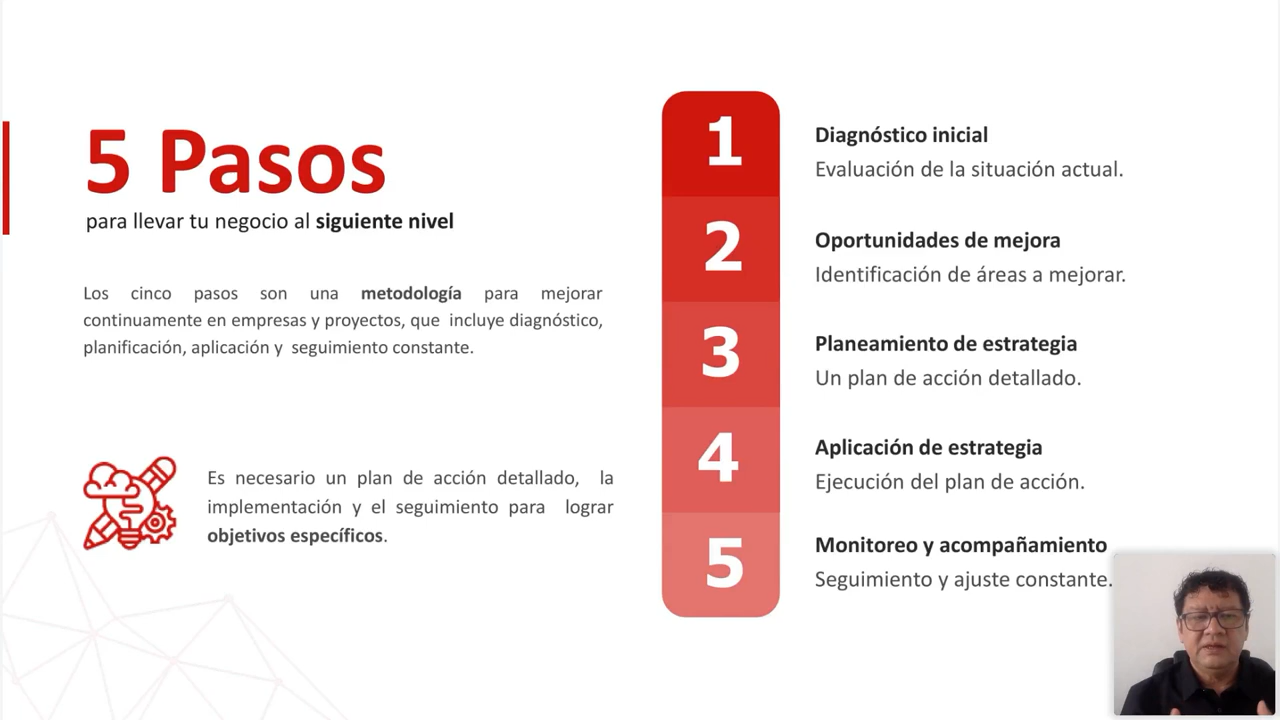 5 Pasos
para llevar tu negocio al siguiente nivel
Los cinco pasos son una metodología para mejorar
continuamente en empresas y proyectos, que incluye diagnóstico,
planificación, aplicación y seguimiento constante.
Es necesario un plan de acción detallado, la
implementación y el seguimiento para lograr
objetivos específicos.
1
Diagnóstico inicial
Evaluación de la situación actual.
2
Oportunidades de mejora
Identificación de áreas a mejorar.
3
Planeamiento de estrategia
Un plan de acción detallado.
4
Aplicación de estrategia
Ejecución del plan de acción.
5
Monitoreo y acompañamiento
Seguimiento y ajuste constante.